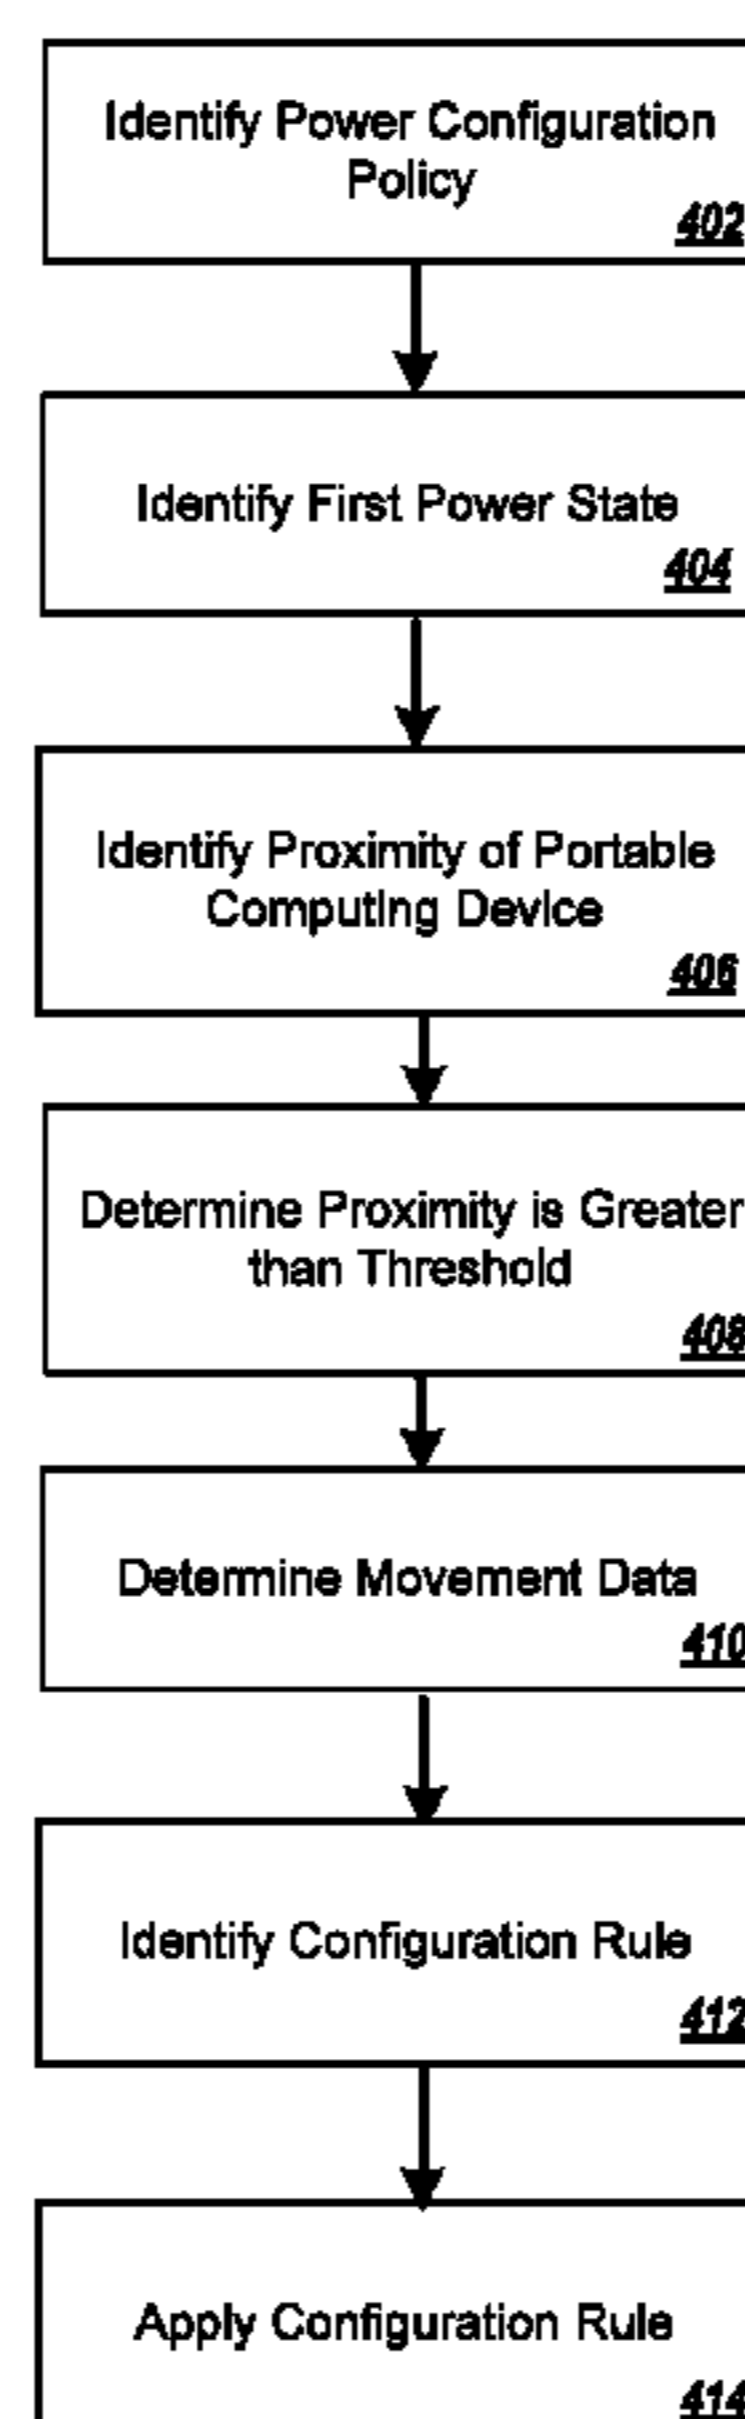 Identify Power Configuration
Policy
402
Identify First Power State
404
Identify Proximity of Portable
Computing Device
406
Determine Proximity is Greater
than Threshold
408
Determine Movement Data
410
Identify Configuration Rule
412
Apply Configuration Rule
414